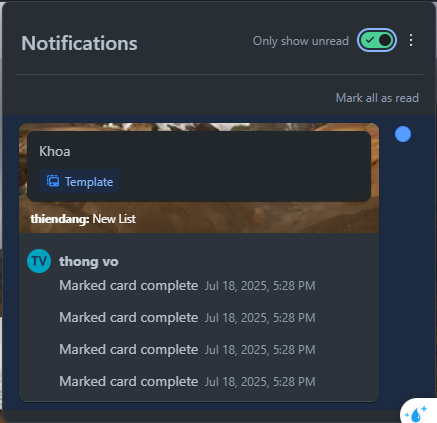 Notifications
Only show unread
Mark all as read
Khoa
Template
thiendang: New List
TV thong vo
Marked card complete Jul 18, 2025, 5:28 PM
Marked card complete Jul 18, 2025, 5:28 PM
Marked card complete Jul 18, 2025, 5:28 PM
Marked card complete Jul 18, 2025, 5:28 PM